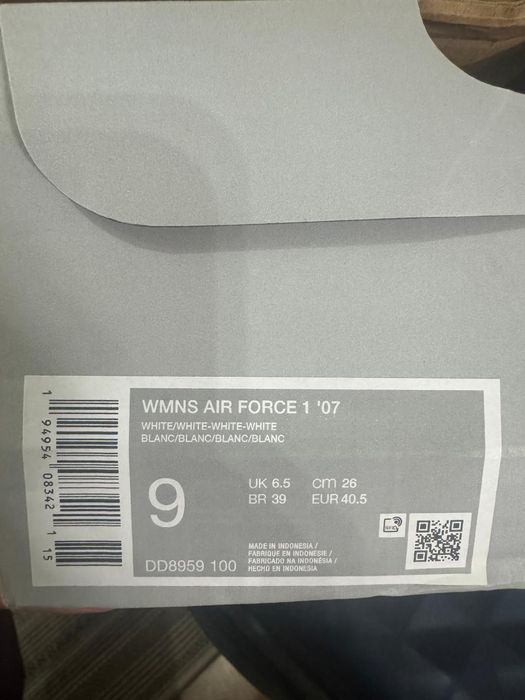 WMNS AIR FORCE 1 '07
WHITE/WHITE-WHITE-WHITE
BLANC/BLANC/BLANC/BLANC
9
UK 6.5 cm 26
BR 39 EUR 40.5
DD8959 100
MADE IN INDONESIA /
FABRIQUE EN INDONESIE /
FABRICADO NA INDONÉSIA /
HECHO EN INDONESIA
1 94954 08342 1 15